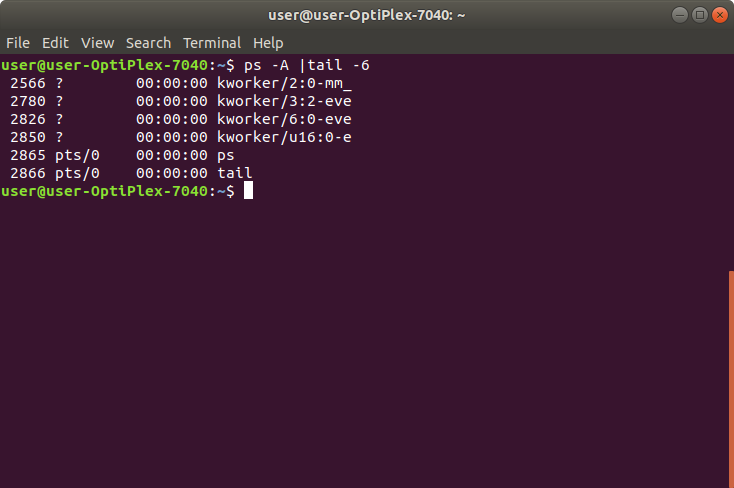 user@user-OptiPlex-7040: ~
File Edit View Search Terminal Help
user@user-OptiPlex-7040:~$ ps -A |tail -6
 2566 ?        00:00:00 kworker/2:0-mm_
 2780 ?        00:00:00 kworker/3:2-eve
 2826 ?        00:00:00 kworker/6:0-eve
 2850 ?        00:00:00 kworker/u16:0-e
 2865 pts/0    00:00:00 ps
 2866 pts/0    00:00:00 tail
user@user-OptiPlex-7040:~$